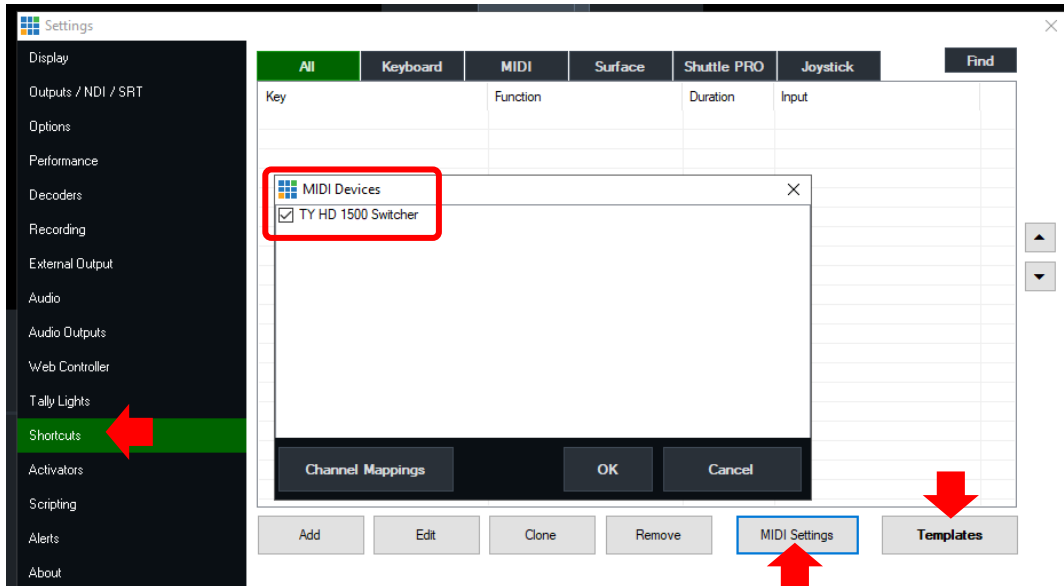 Settings
Display
Outputs / NDI / SRT
Options
Performance
Decoders
Recording
External Output
Audio
Audio Outputs
Web Controller
Tally Lights
Shortcuts
Activators
Scripting
Alerts
About
All Keyboard MIDI Surface Shuttle PRO Joystick Find
Key Function Duration Input
MIDI Devices
TY HD 1500 Switcher
Channel Mappings OK Cancel
Add Edit Clone Remove MIDI Settings Templates